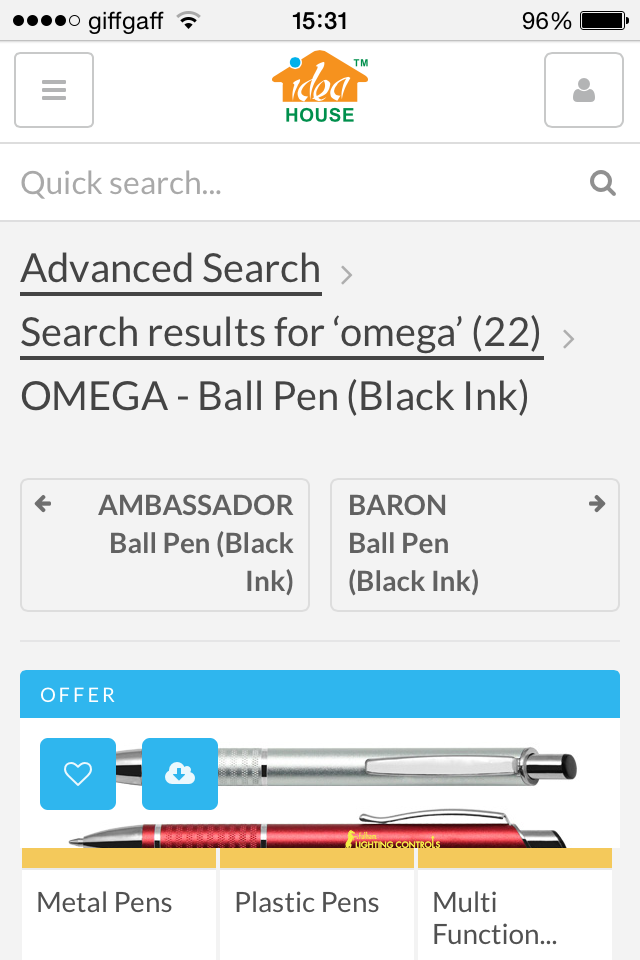 giffgaff 15:31 96%
idea TM
HOUSE
Quick search...
Advanced Search
Search results for ‘omega’ (22)
OMEGA - Ball Pen (Black Ink)
AMBASSADOR
Ball Pen (Black
Ink)
BARON
Ball Pen
(Black Ink)
OFFER
LIGHTING CONTROLS
Metal Pens
Plastic Pens
Multi
Function...